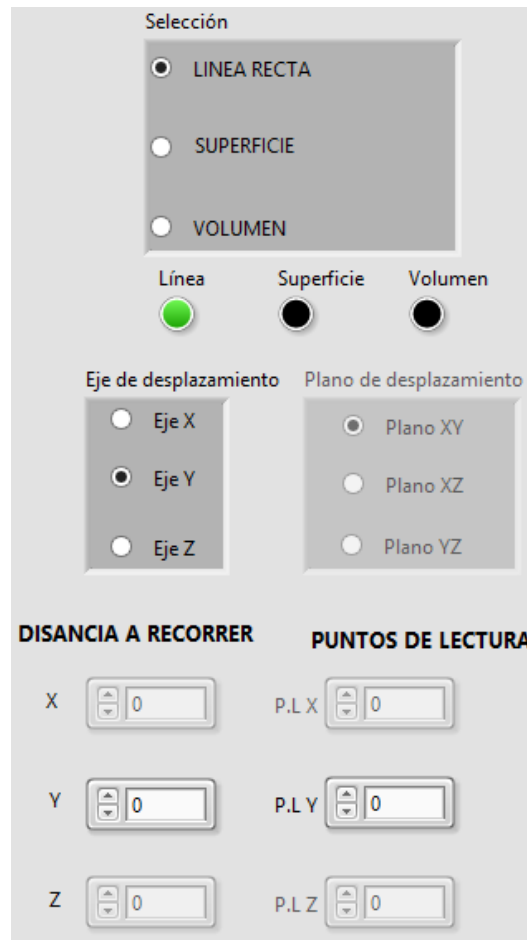 Selección
LINEA RECTA
SUPERFICIE
VOLUMEN
Línea Superficie Volumen
Eje de desplazamiento Plano de desplazamiento
Eje X Plano XY
Eje Y Plano XZ
Eje Z Plano YZ
DISANCIA A RECORRER PUNTOS DE LECTURA
X 0 P.L X 0
Y 0 P.L Y 0
Z 0 P.L Z 0